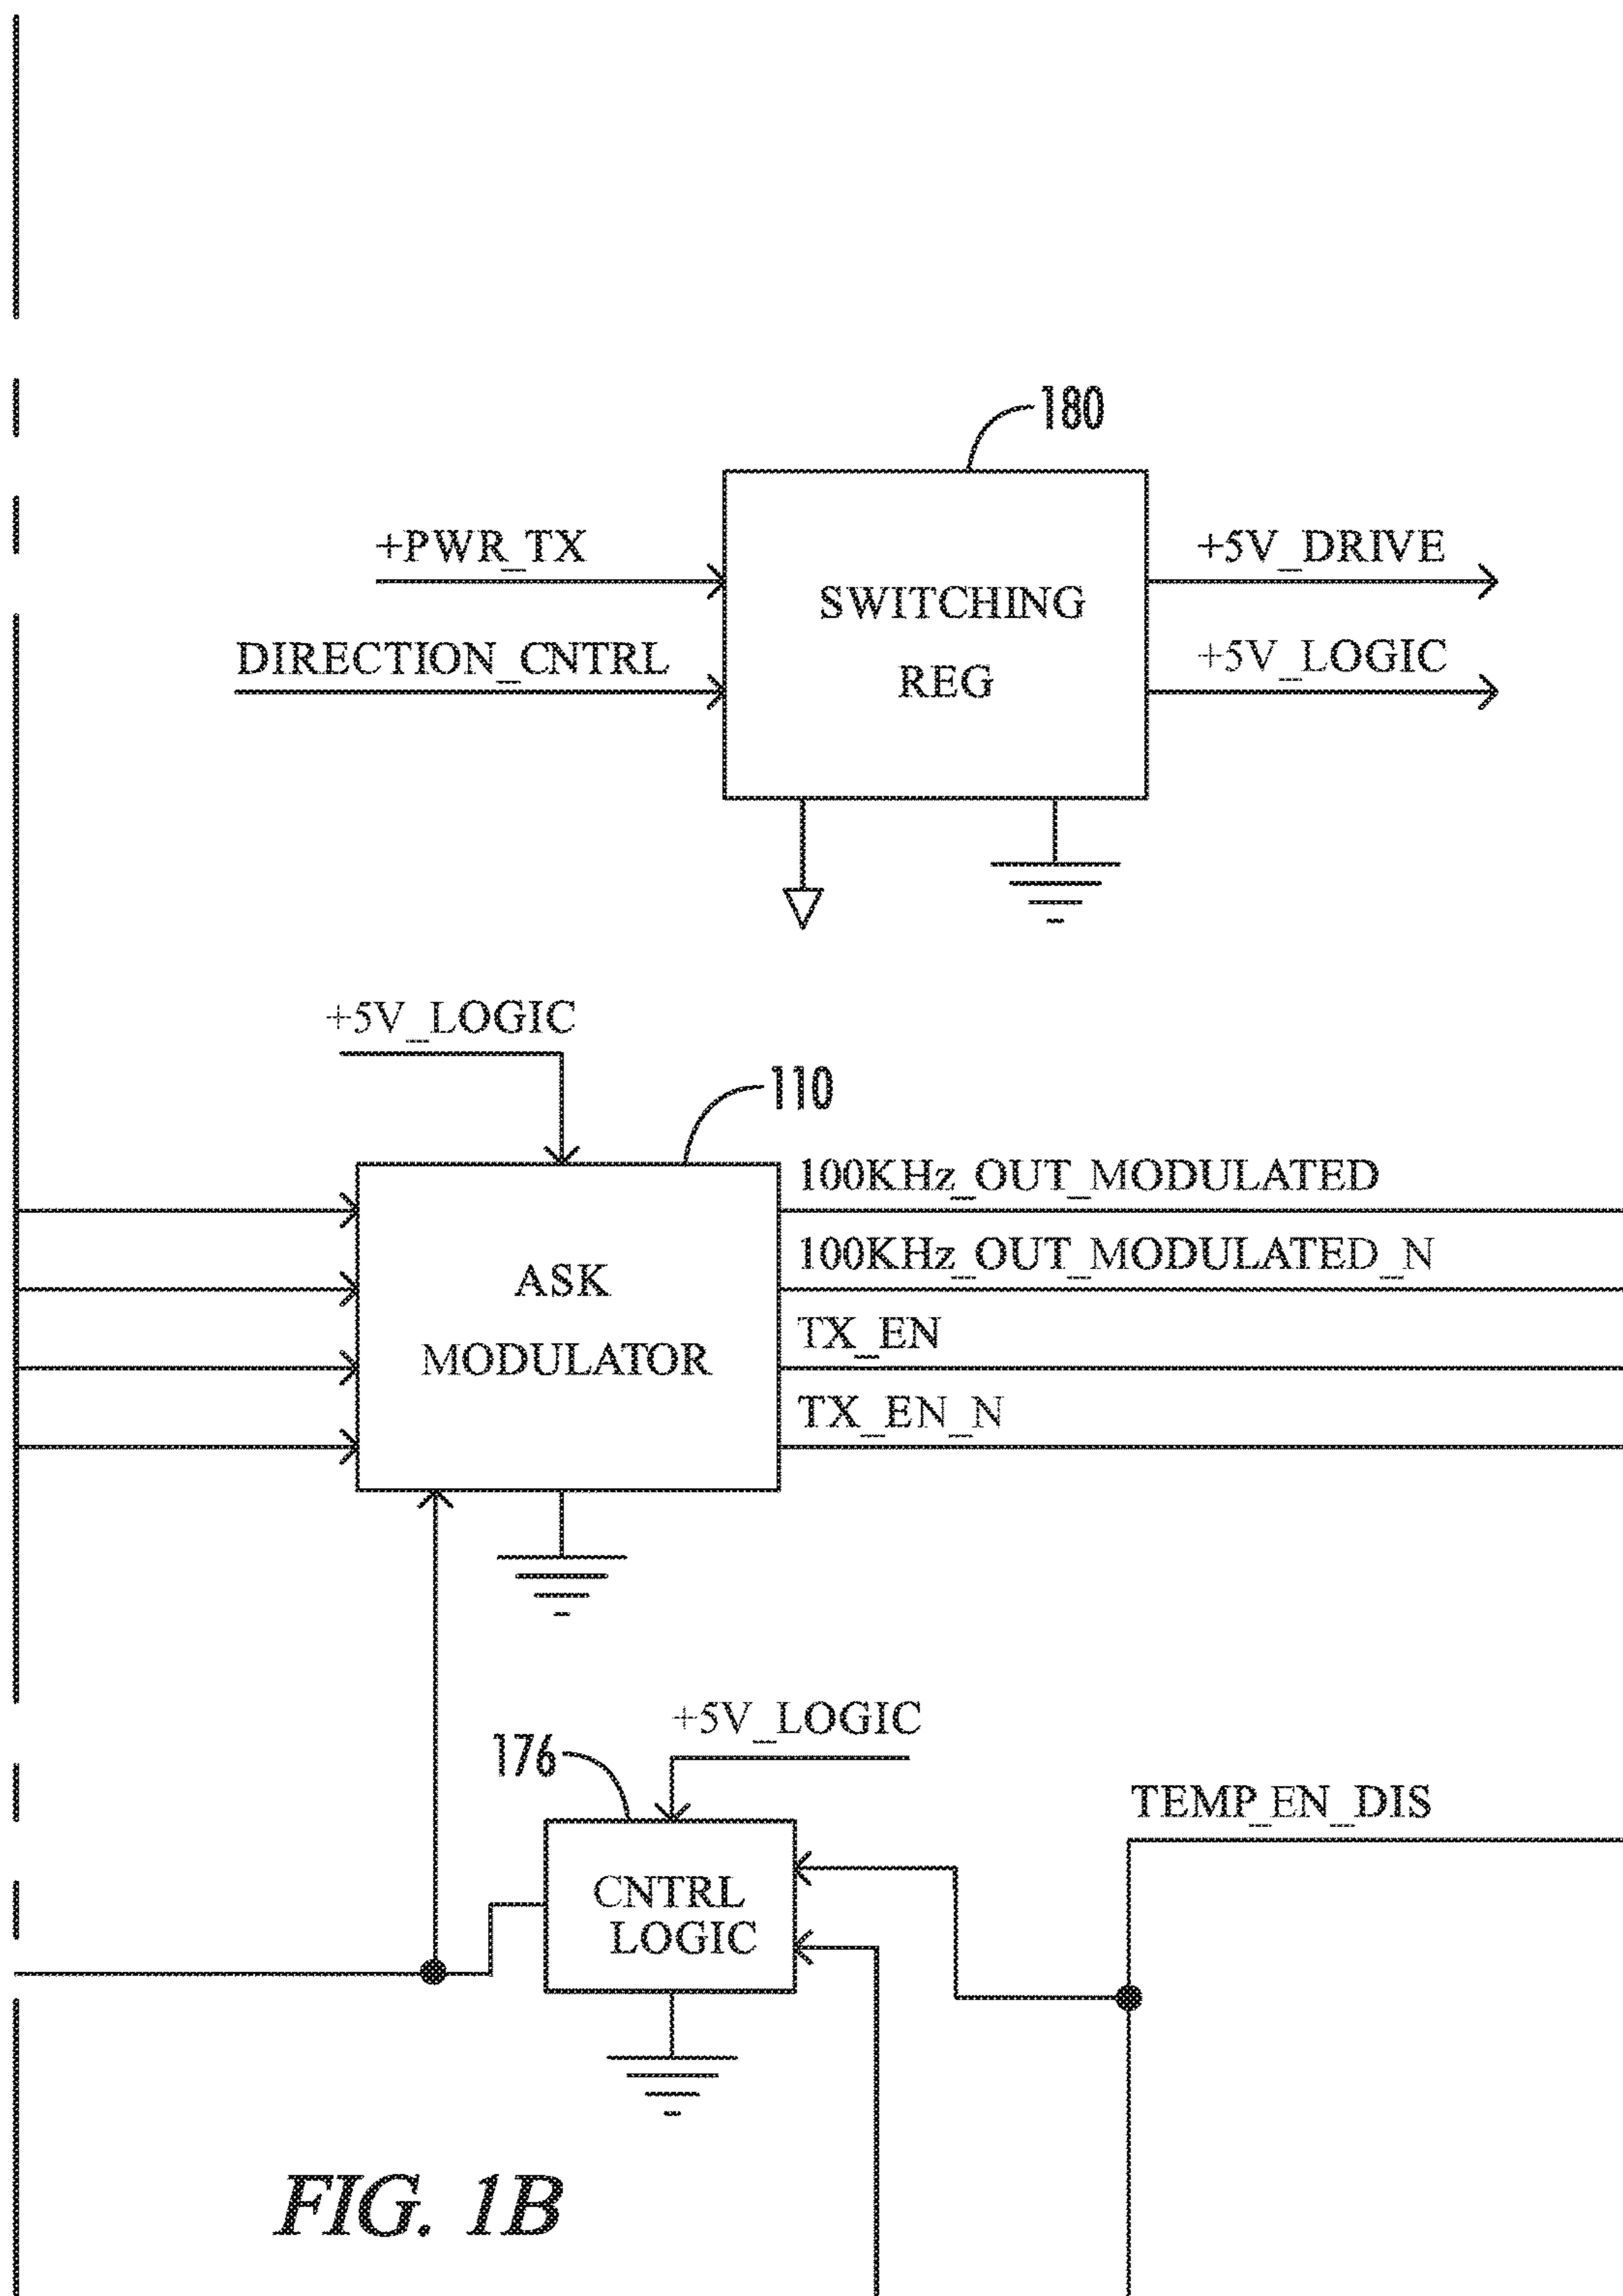 180
+PWR_TX
+5V_DRIVE
SWITCHING
DIRECTION_CNTRL
+5V_LOGIC
REG
+5V_LOGIC
110
100KHz_OUT_MODULATED
100KHz_OUT_MODULATED_N
ASK
TX_EN
MODULATOR
TX_EN_N
+5V_LOGIC
176
TEMP_EN_DIS
CNTRL
LOGIC
FIG. 1B